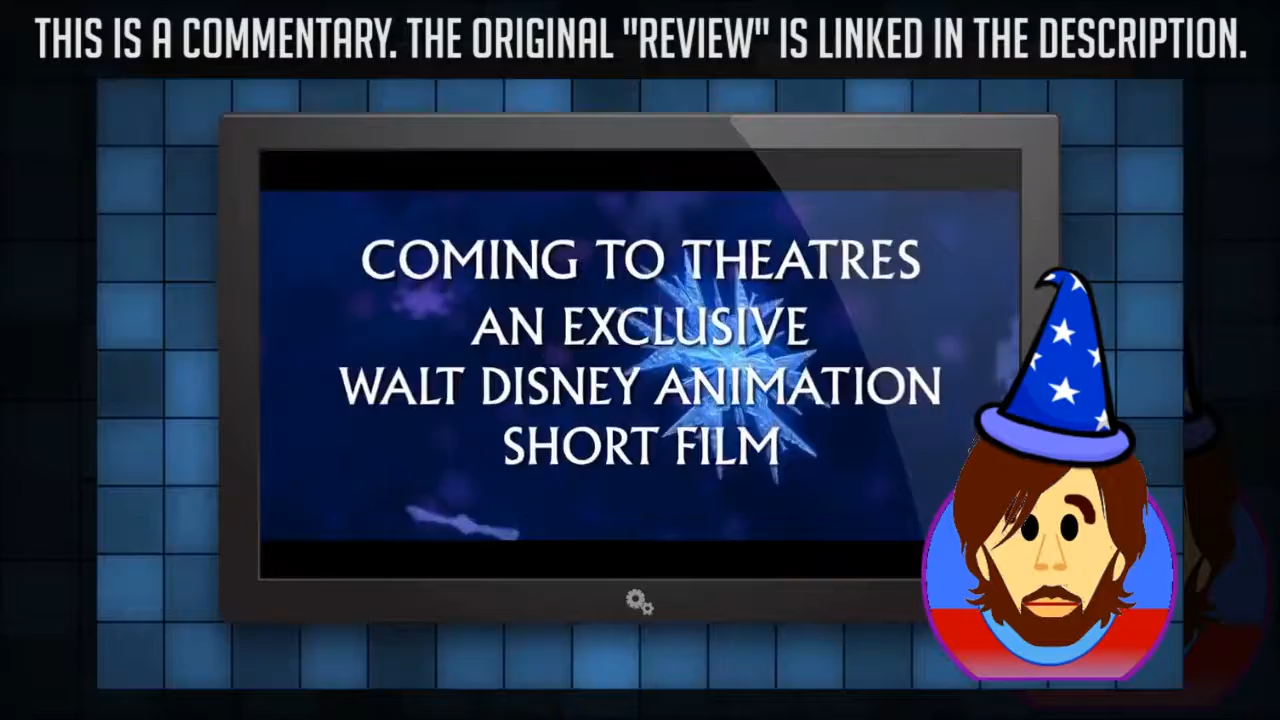 THIS IS A COMMENTARY. THE ORIGINAL "REVIEW" IS LINKED IN THE DESCRIPTION.
COMING TO THEATRES
AN EXCLUSIVE
WALT DISNEY ANIMATION
SHORT FILM